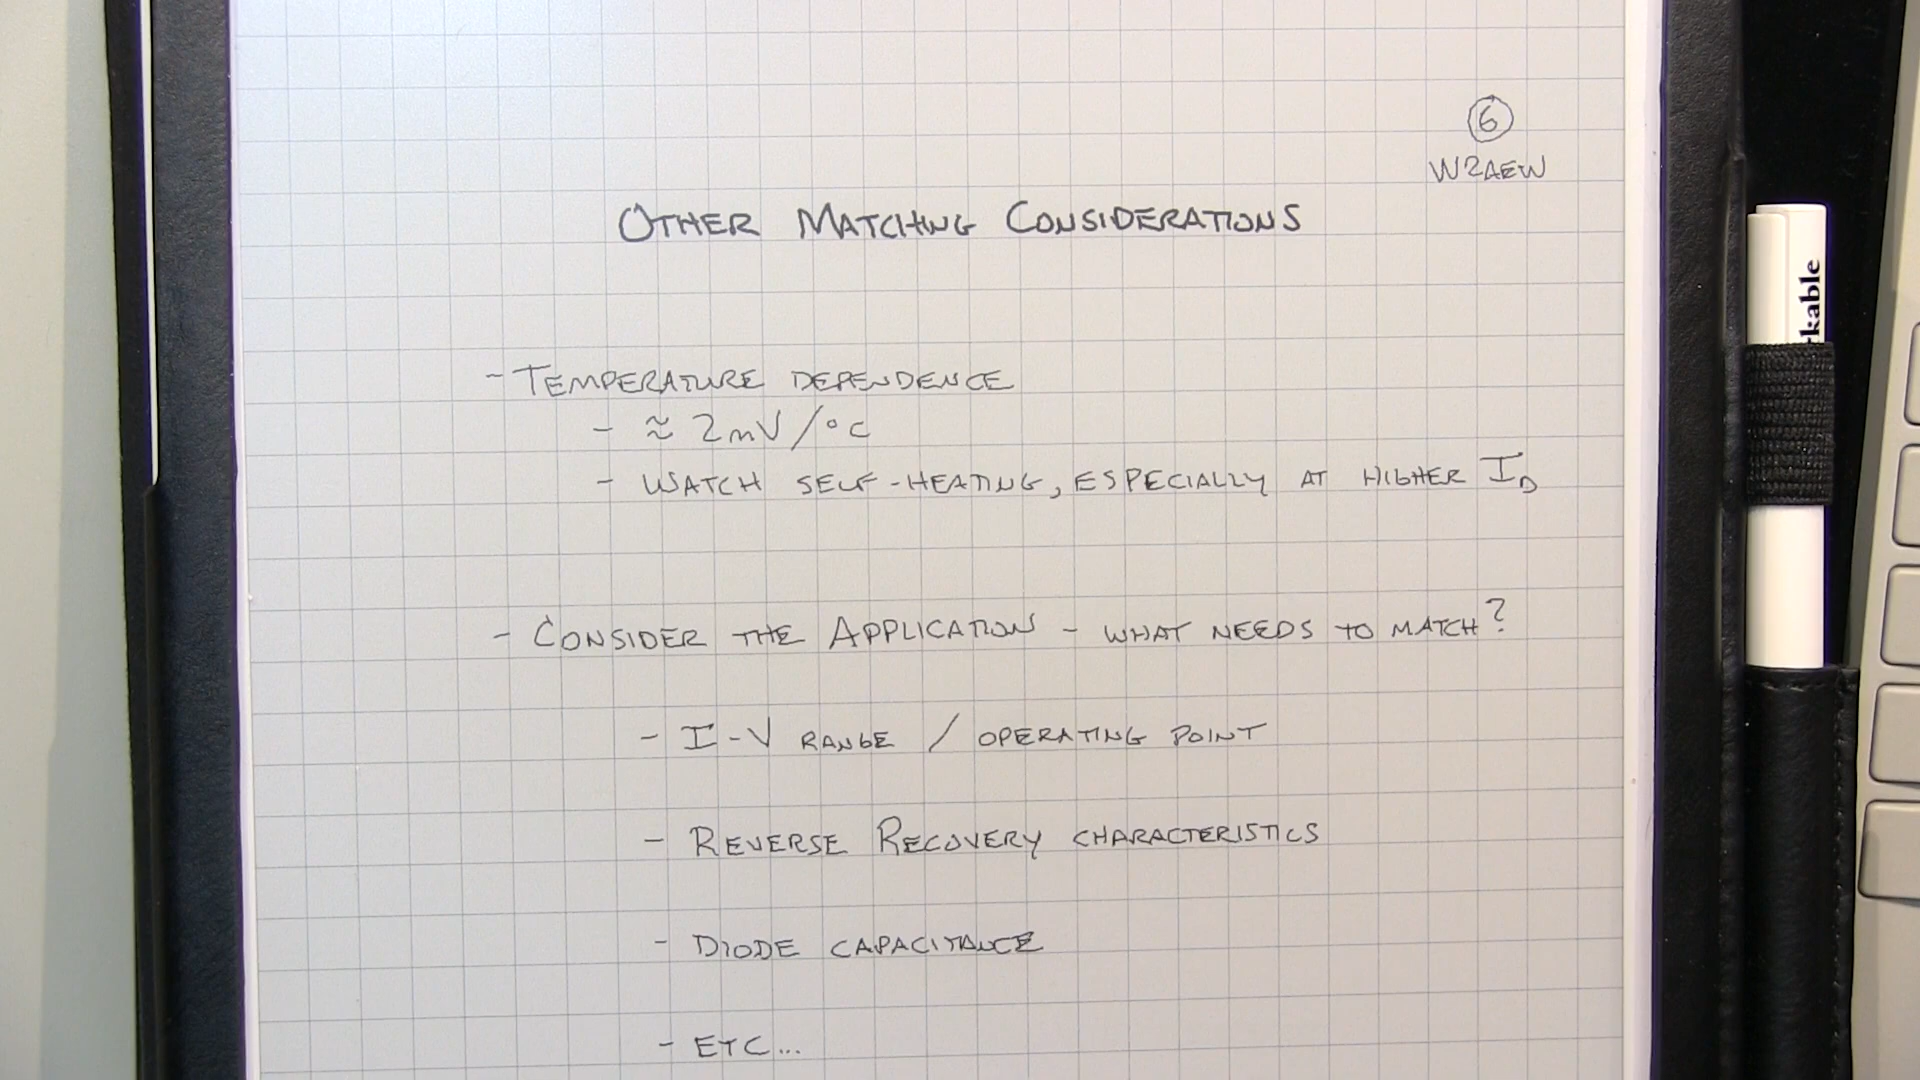 6
W2AEW
OTHER MATCHING CONSIDERATIONS
- TEMPERATURE DEPENDENCE
- ≈ 2mV/°C
- WATCH SELF-HEATING, ESPECIALLY AT HIGHER ID
- CONSIDER THE APPLICATION - WHAT NEEDS TO MATCH?
- I-V RANGE / OPERATING POINT
- REVERSE RECOVERY CHARACTERISTICS
- DIODE CAPACITANCE
- ETC...
rkable